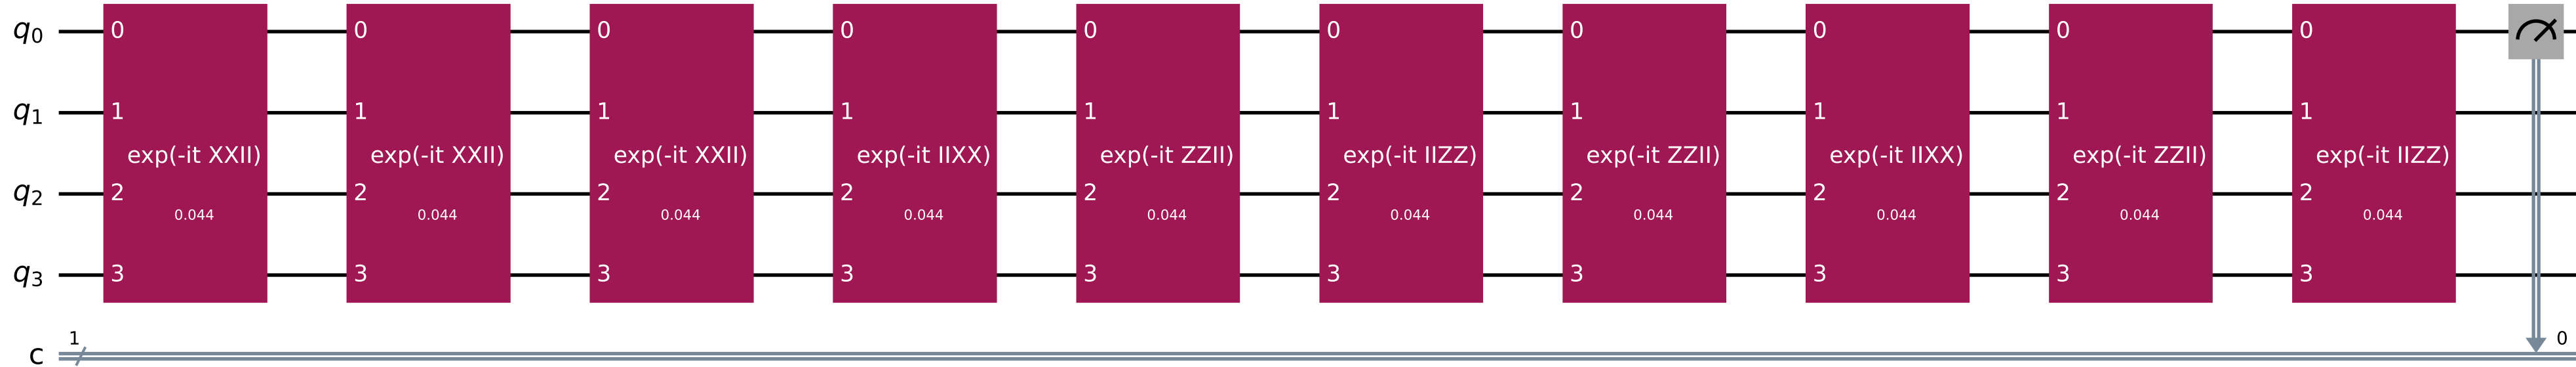 q0 0 0 0 0 0 0 0 0 0 0
q1 1 1 1 1 1 1 1 1 1 1
exp(-it XXII) exp(-it XXII) exp(-it XXII) exp(-it IIXX) exp(-it ZZII) exp(-it IIZZ) exp(-it ZZII) exp(-it IIXX) exp(-it ZZII) exp(-it IIZZ)
q2 2 2 2 2 2 2 2 2 2 2
0.044 0.044 0.044 0.044 0.044 0.044 0.044 0.044 0.044 0.044
q3 3 3 3 3 3 3 3 3 3 3
1 0
c